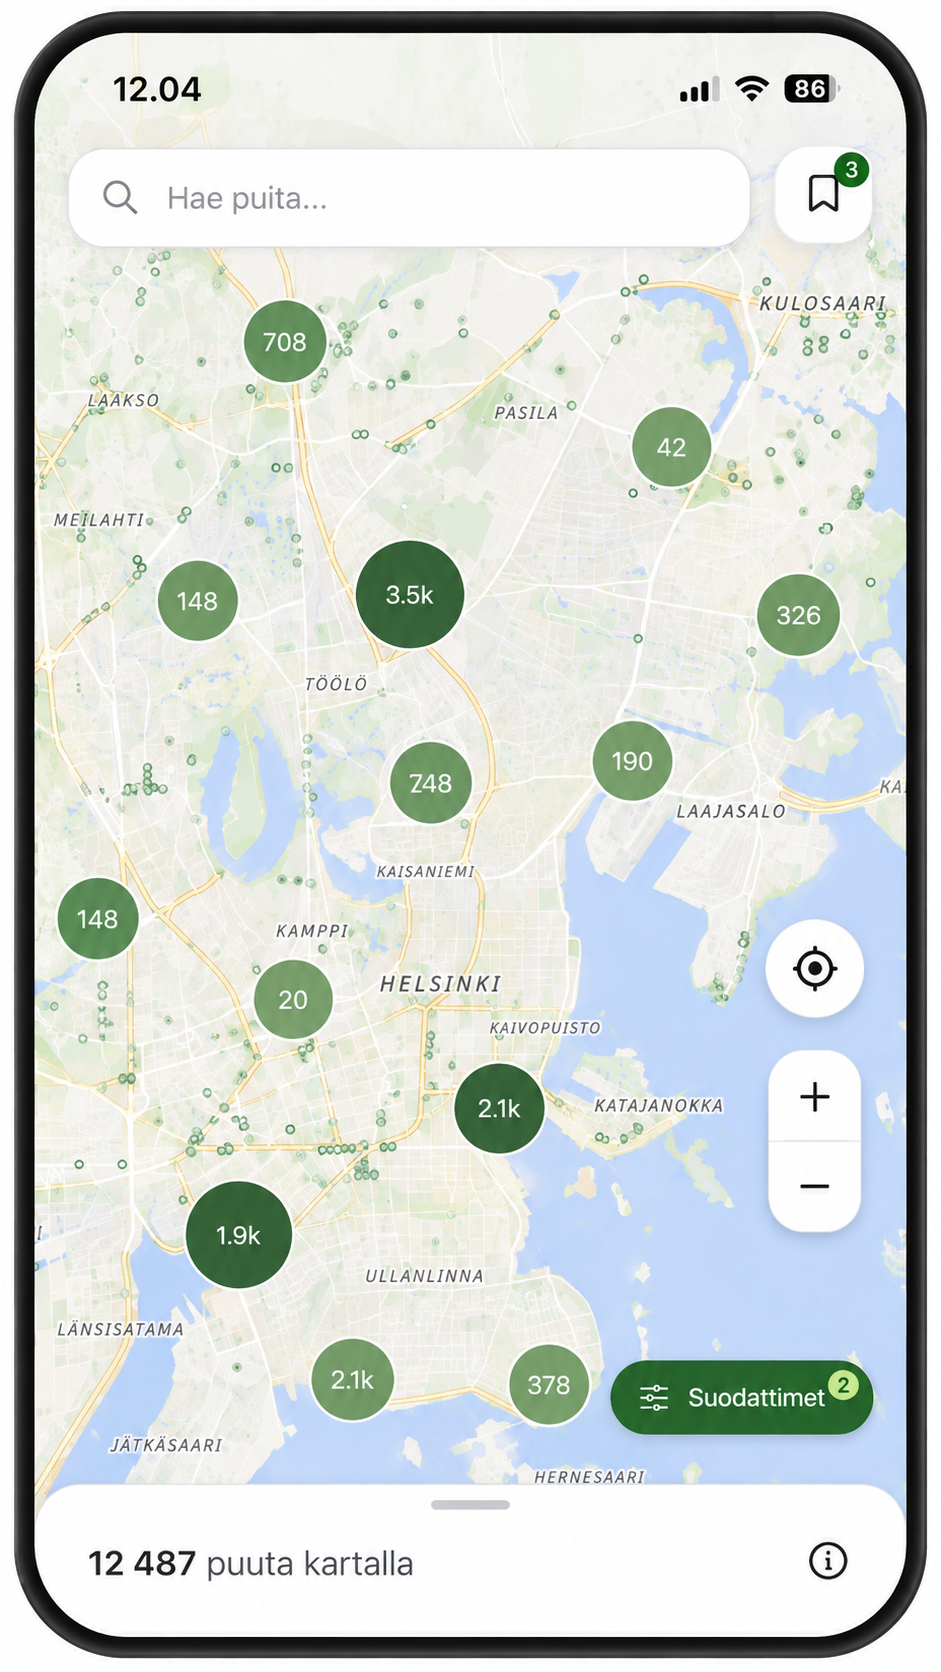 12.04
86
Hae puita...
3
KULOSAARI
708
LAAKSO
PASILA
42
MEILAHTI
3.5k
148
326
TÖÖLÖ
190
Z48
LAAJASALO
KA
KAISANIEMI
148
KAMPPI
HELSINKI
20
KAIVOPUISTO
2.1k
KATAJANOKKA
1.9k
ULLANLINNA
LÄNSISATAMA
2.1k
378
Suodattimet
2
JÄTKÄSAARI
HERNESAARI
12 487 puuta kartalla